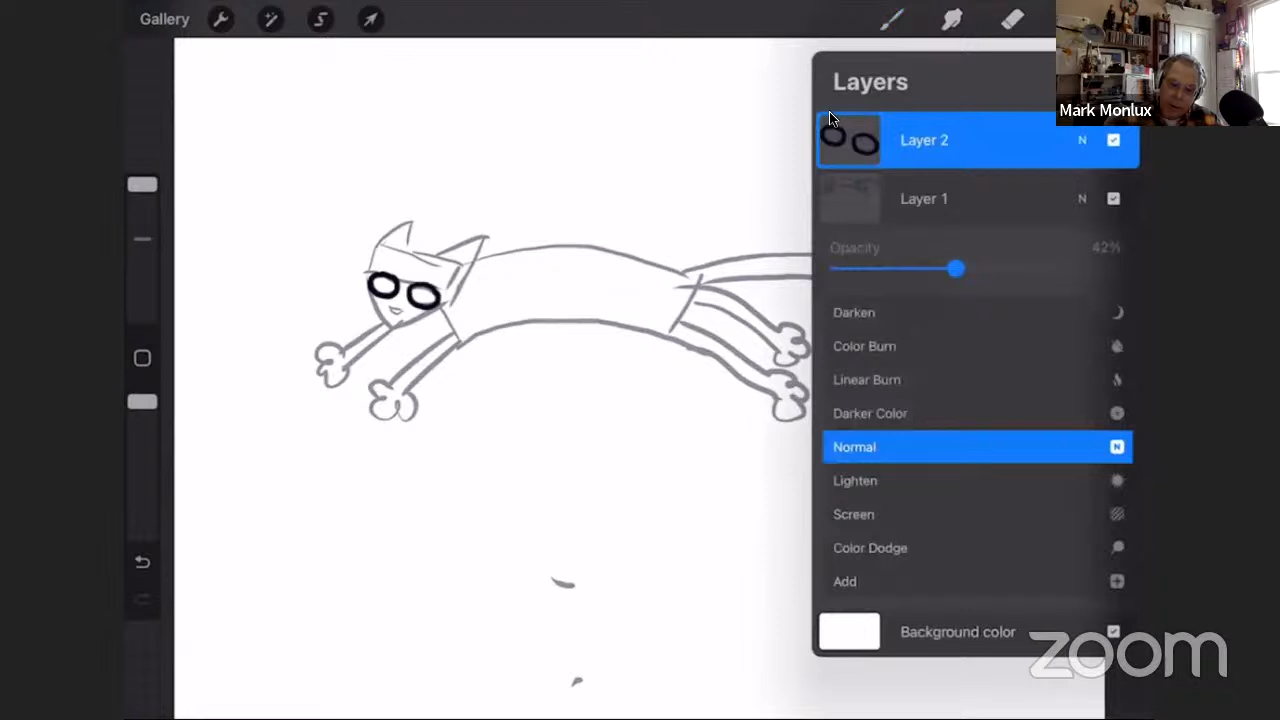 Gallery
Layers
Mark Monlux
Layer 2 N
Layer 1 N
Opacity 42%
Darken
Color Burn
Linear Burn
Darker Color
Normal N
Lighten
Screen
Color Dodge
Add
Background color
zoom